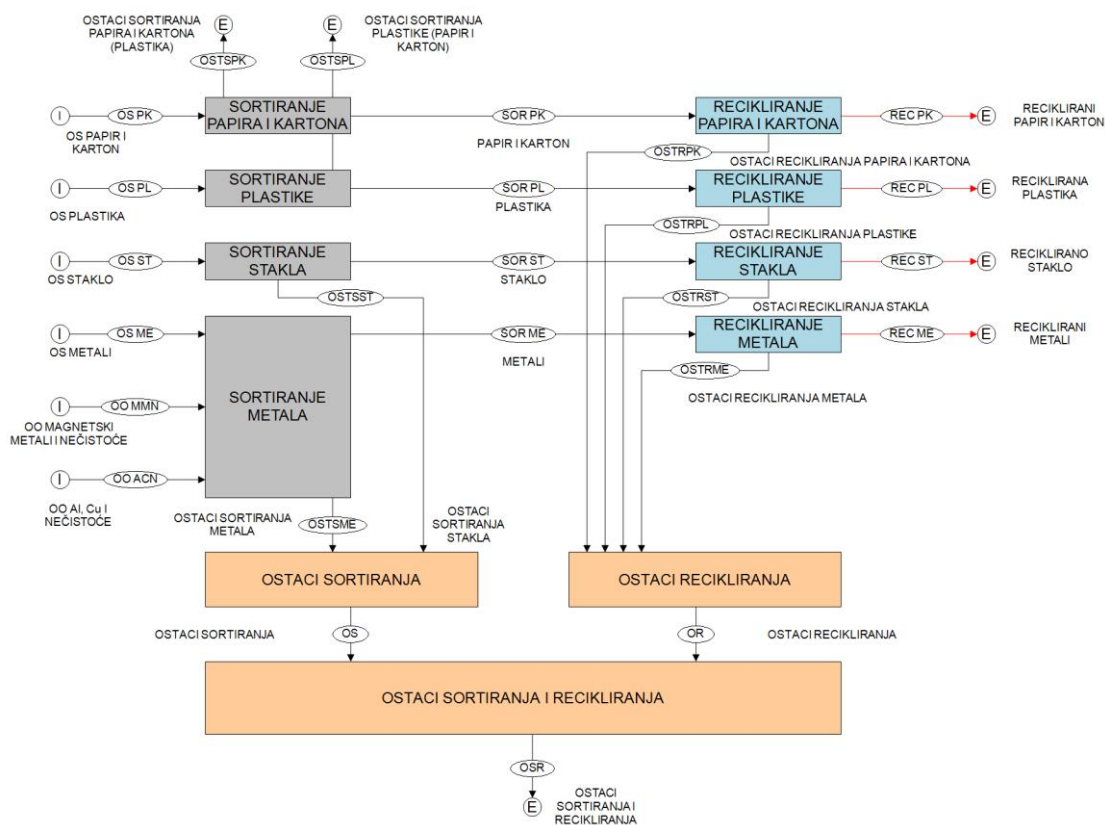 OSTACI SORTIRANJA
PAPIRA I KARTONA
(PLASTIKA)
E
E
OSTACI SORTIRANJA
PLASTIKE (PAPIR I
KARTON)
OSTSPK
OSTSPL
I
OS PK
OS PAPIR I
KARTON
SORTIRANJE
PAPIRA I KARTONA
SOR PK
PAPIR I KARTON
RECIKLIRANJE
PAPIRA I KARTONA
REC PK
E
RECIKLIRANI
PAPIR I KARTON
OSTRPK
OSTACI RECIKLIRANJA PAPIRA I KARTONA
I
OS PL
OS PLASTIKA
SORTIRANJE
PLASTIKE
SOR PL
PLASTIKA
RECIKLIRANJE
PLASTIKE
REC PL
E
RECIKLIRANA
PLASTIKA
OSTRPL
OSTACI RECIKLIRANJA PLASTIKE
I
OS ST
OS STAKLO
SORTIRANJE
STAKLA
SOR ST
STAKLO
RECIKLIRANJE
STAKLA
REC ST
E
RECIKLIRANO
STAKLO
OSTSST
OSTRST
OSTACI RECIKLIRANJA STAKLA
I
OS ME
OS METALI
SORTIRANJE
METALA
SOR ME
METALI
RECIKLIRANJE
METALA
REC ME
E
RECIKLIRANI
METALI
OSTRME
OSTACI RECIKLIRANJA METALA
I
OO MMN
OO MAGNETSKI
METALI I NEČISTOĆE
I
OO ACN
OO Al, Cu I
NEČISTOĆE
OSTACI SORTIRANJA
METALA
OSTSME
OSTACI
SORTIRANJA
STAKLA
OSTACI SORTIRANJA
OSTACI RECIKLIRANJA
OSTACI SORTIRANJA
OS
OR
OSTACI RECIKLIRANJA
OSTACI SORTIRANJA I RECIKLIRANJA
OSR
E
OSTACI
SORTIRANJA I
RECIKLIRANJA